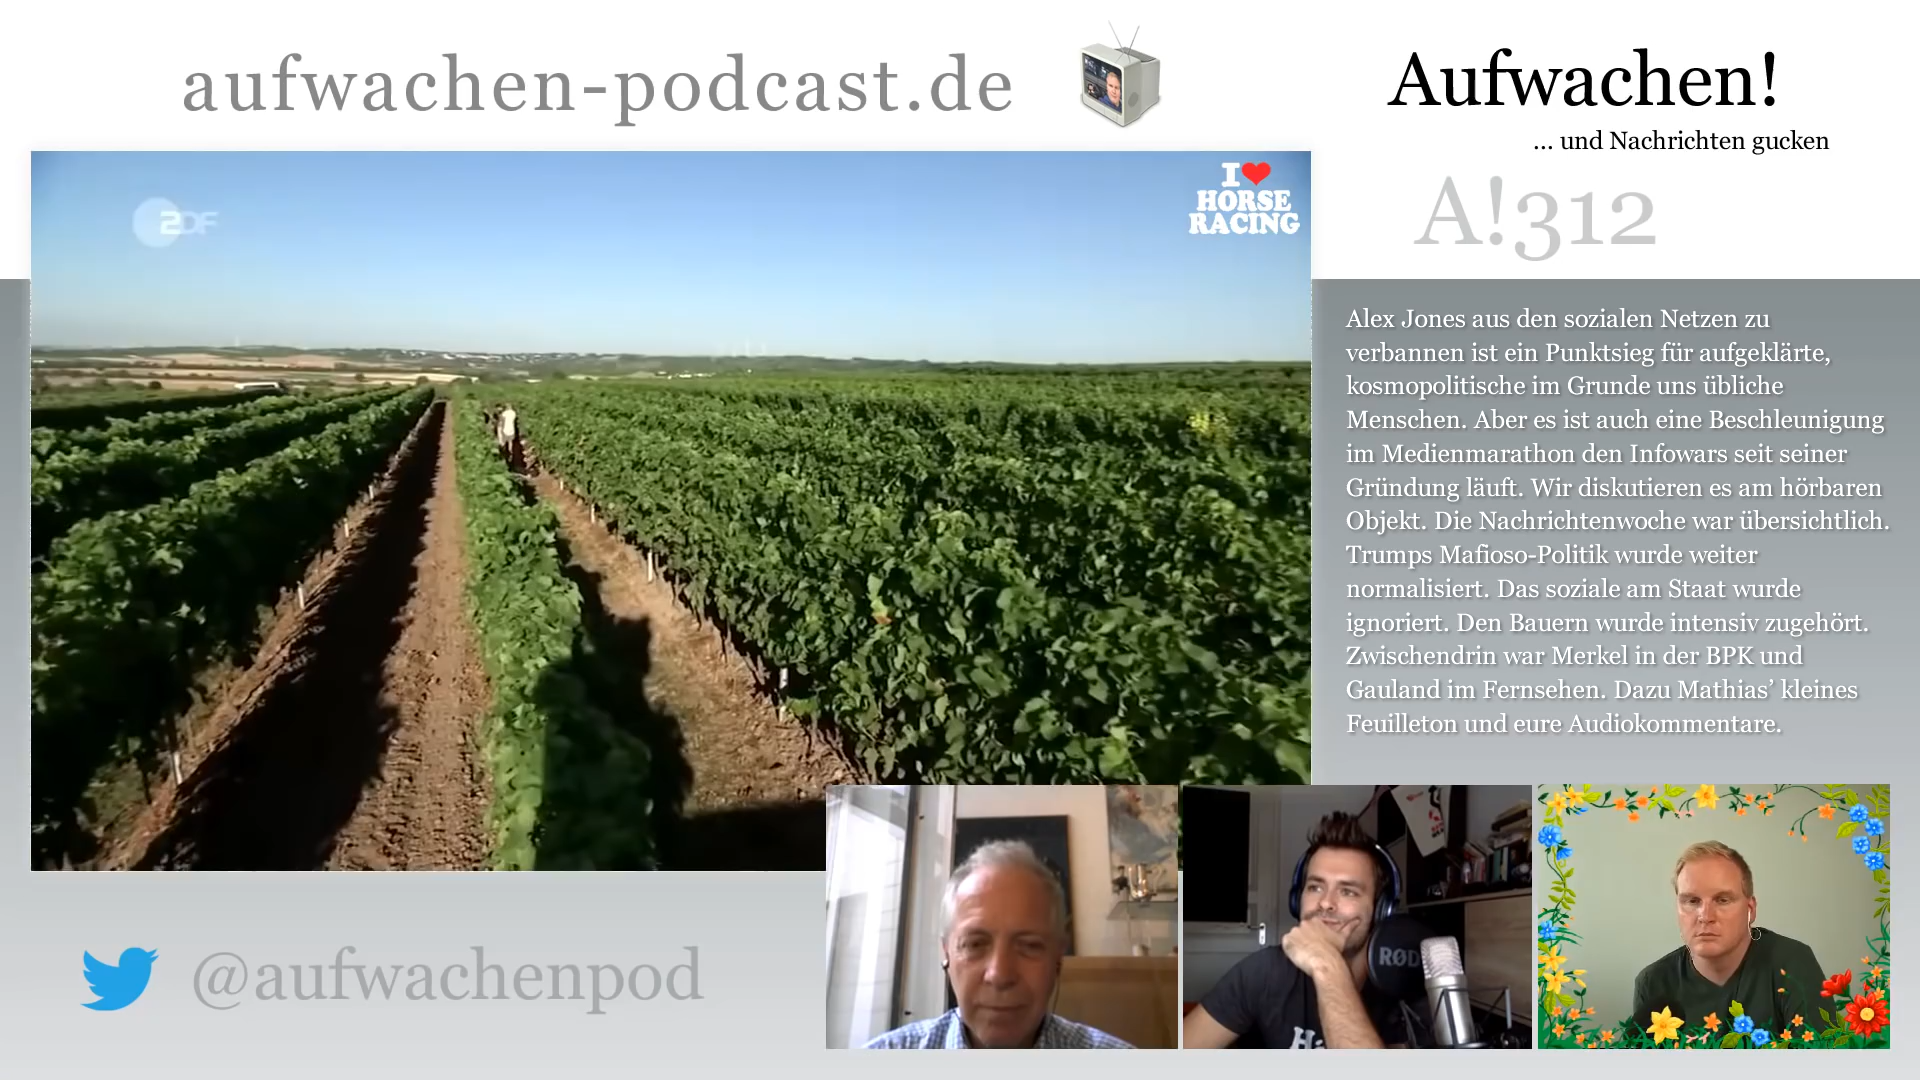 aufwachen-podcast.de
Aufwachen!
... und Nachrichten gucken
A!312
ZDF
I
HORSE
RACING
Alex Jones aus den sozialen Netzen zu
verbannen ist ein Punktsieg für aufgeklärte,
kosmopolitische im Grunde uns übliche
Menschen. Aber es ist auch eine Beschleunigung
im Medienmarathon den Infowars seit seiner
Gründung läuft. Wir diskutieren es am hörbaren
Objekt. Die Nachrichtenwoche war übersichtlich.
Trumps Mafioso-Politik wurde weiter
normalisiert. Das soziale am Staat wurde
ignoriert. Den Bauern wurde intensiv zugehört.
Zwischendrin war Merkel in der BPK und
Gauland im Fernsehen. Dazu Mathias’ kleines
Feuilleton und eure Audiokommentare.
RØD
@aufwachenpod